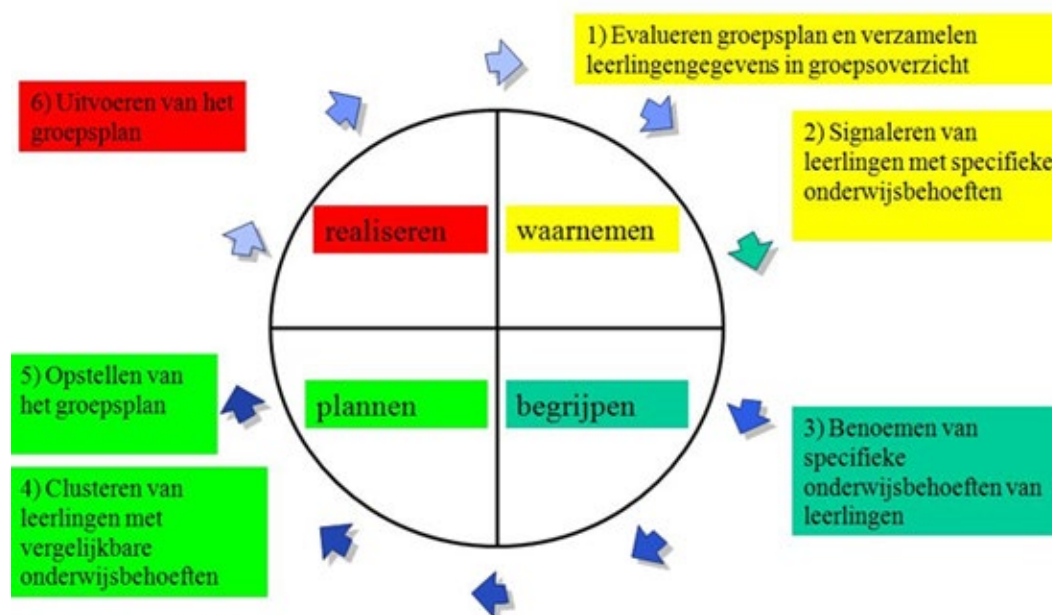 1) Evalueren groepsplan en verzamelen
leerlingengegevens in groepsoverzicht
2) Signaleren van
leerlingen met specifieke
onderwijsbehoeften
3) Benoemen van
specifieke
onderwijsbehoeften van
leerlingen
4) Clusteren van
leerlingen met
vergelijkbare
onderwijsbehoeften
5) Opstellen van
het groepsplan
6) Uitvoeren van het
groepsplan
realiseren
waarnemen
plannen
begrijpen